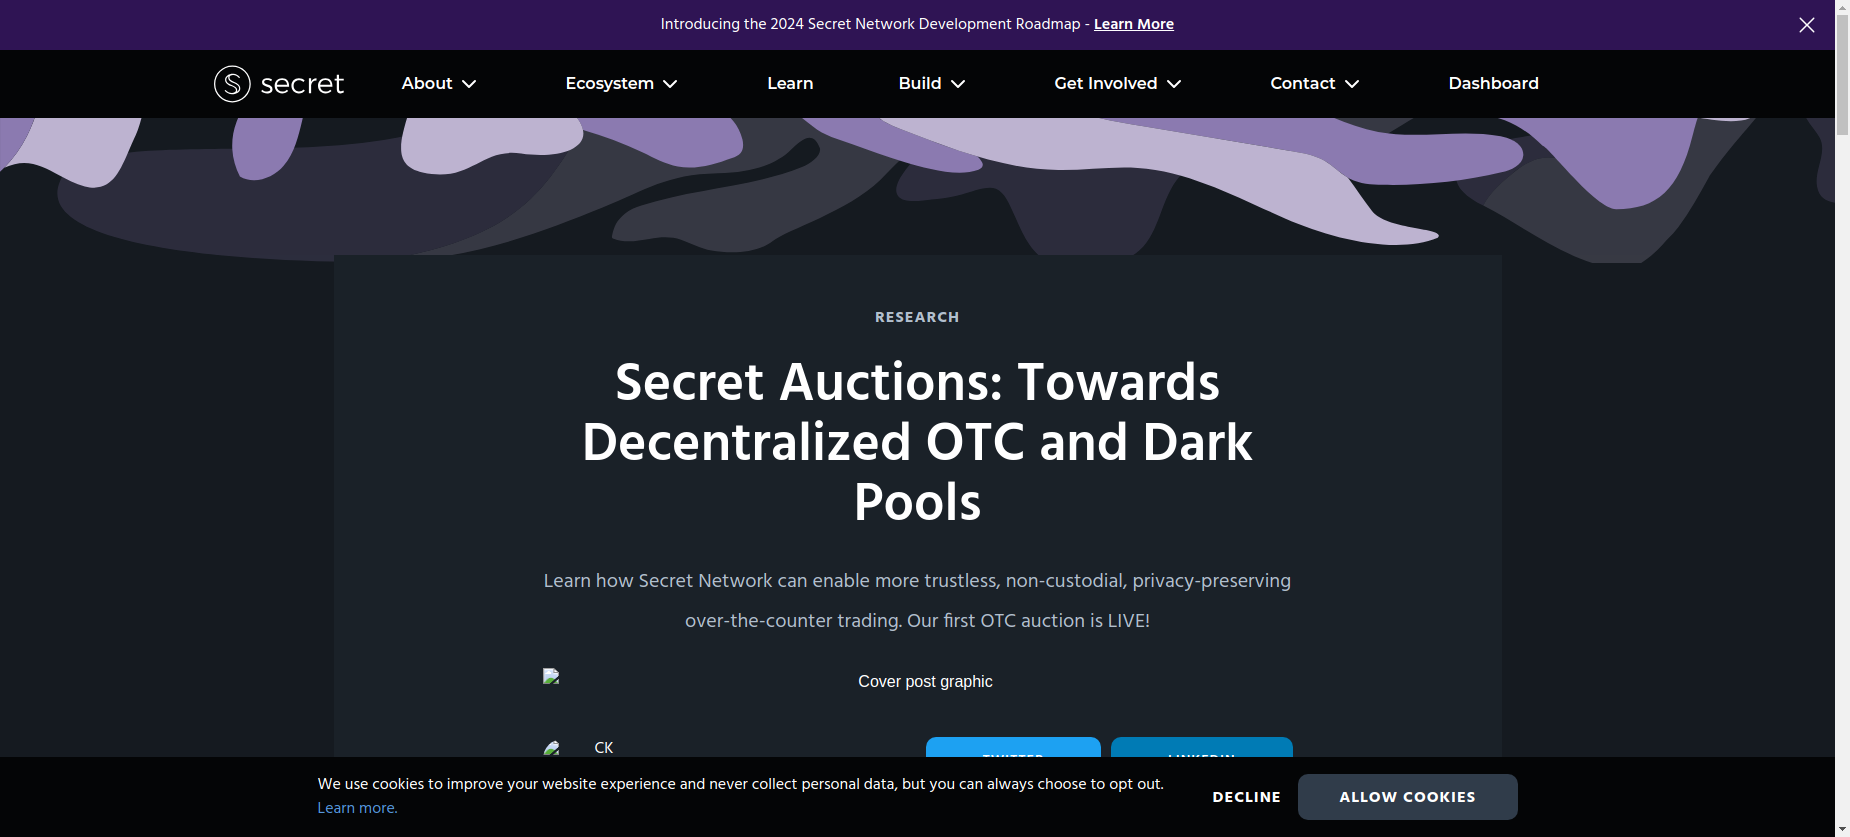 Introducing the 2024 Secret Network Development Roadmap - Learn More
secret
About
Ecosystem
Learn
Build
Get Involved
Contact
Dashboard
RESEARCH
Secret Auctions: Towards
Decentralized OTC and Dark
Pools
Learn how Secret Network can enable more trustless, non-custodial, privacy-preserving
over-the-counter trading. Our first OTC auction is LIVE!
Cover post graphic
CK
TWITTER
LINKEDIN
We use cookies to improve your website experience and never collect personal data, but you can always choose to opt out.
Learn more.
DECLINE
ALLOW COOKIES